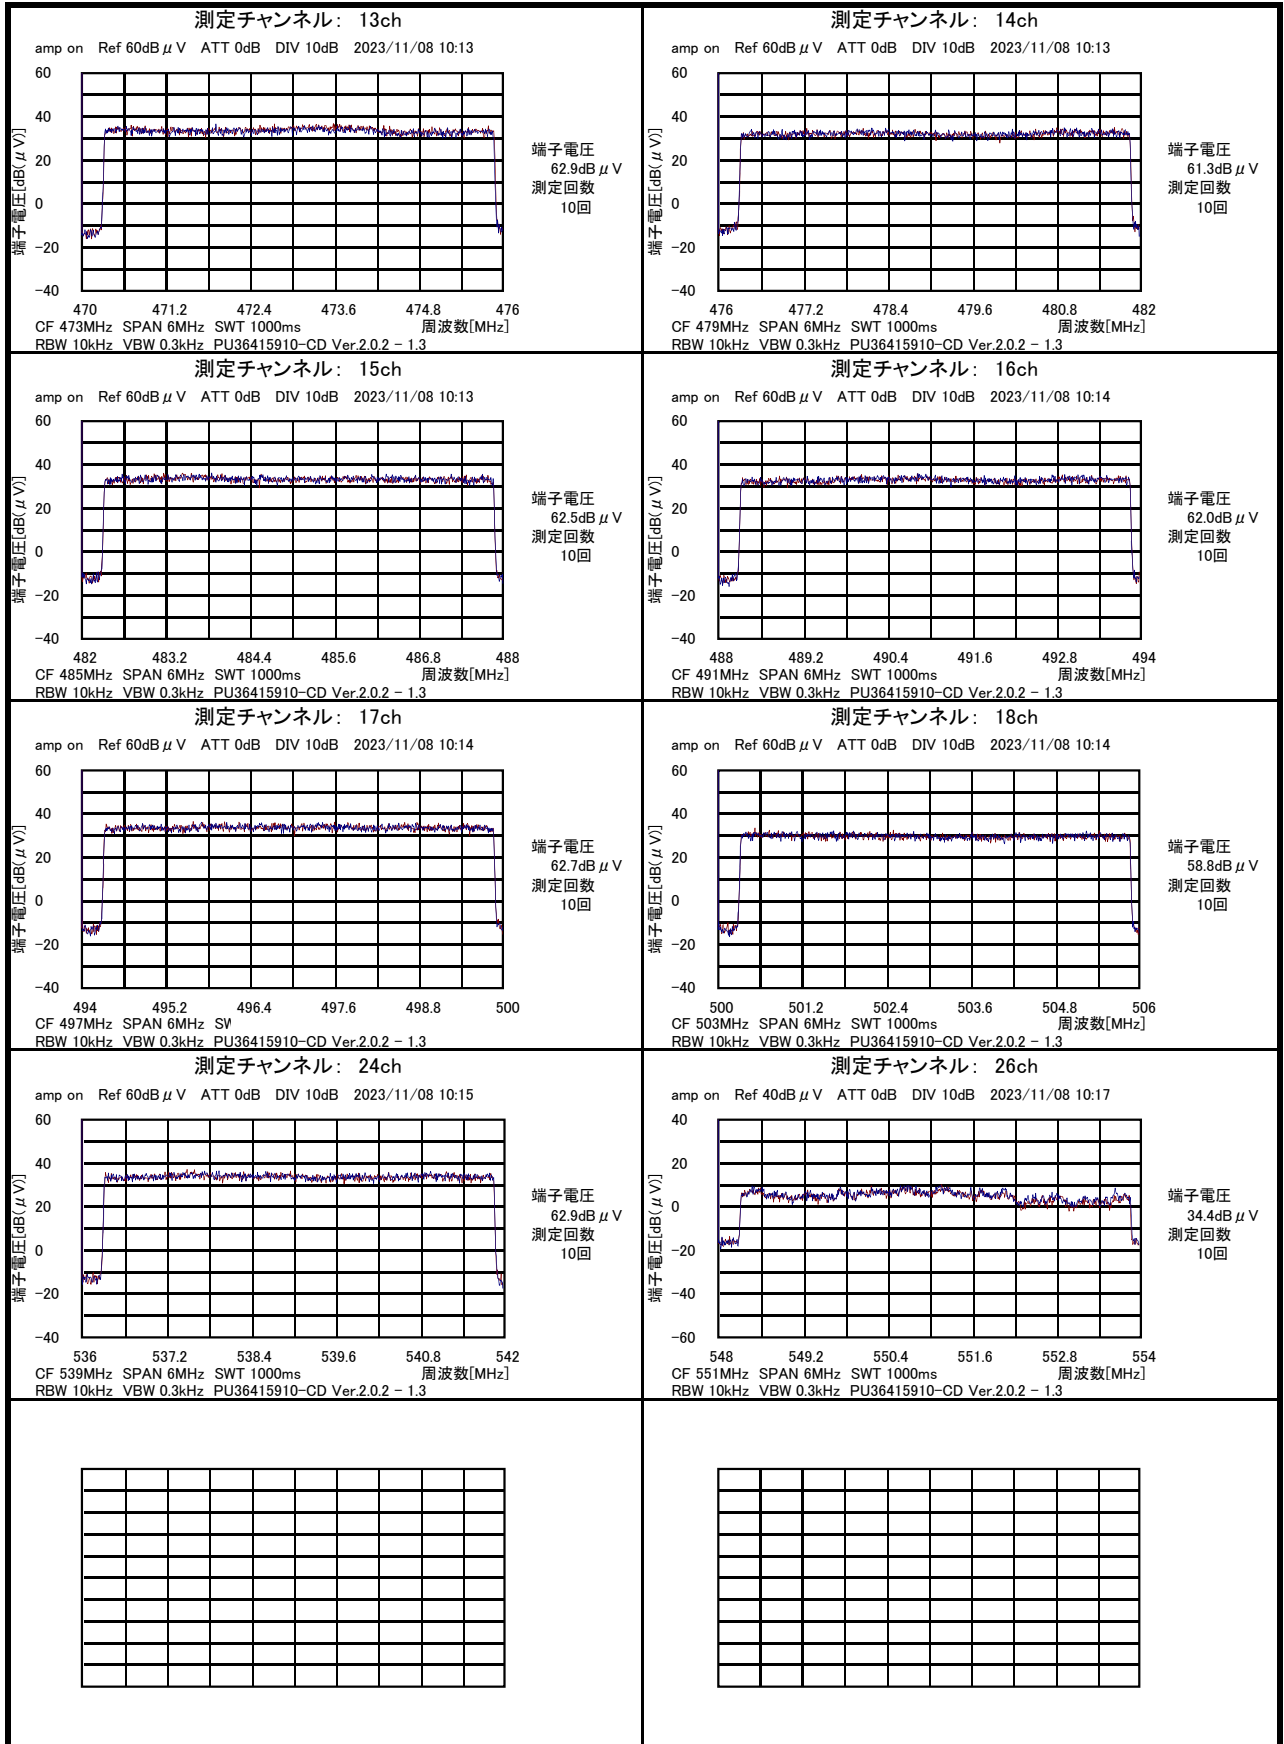 測定チャンネル： 13ch
amp on Ref 60dBμV ATT 0dB DIV 10dB 2023/11/08 10:13
60
40
20
0
-20
-40
端子電圧[dB(μV)]
端子電圧
62.9dBμV
測定回数
10回
470 471.2 472.4 473.6 474.8 476
CF 473MHz SPAN 6MHz SWT 1000ms 周波数[MHz]
RBW 10kHz VBW 0.3kHz PU36415910-CD Ver.2.0.2 - 1.3
測定チャンネル： 14ch
amp on Ref 60dBμV ATT 0dB DIV 10dB 2023/11/08 10:13
60
40
20
0
-20
-40
端子電圧[dB(μV)]
端子電圧
61.3dBμV
測定回数
10回
476 477.2 478.4 479.6 480.8 482
CF 479MHz SPAN 6MHz SWT 1000ms 周波数[MHz]
RBW 10kHz VBW 0.3kHz PU36415910-CD Ver.2.0.2 - 1.3
測定チャンネル： 15ch
amp on Ref 60dBμV ATT 0dB DIV 10dB 2023/11/08 10:13
60
40
20
0
-20
-40
端子電圧[dB(μV)]
端子電圧
62.5dBμV
測定回数
10回
482 483.2 484.4 485.6 486.8 488
CF 485MHz SPAN 6MHz SWT 1000ms 周波数[MHz]
RBW 10kHz VBW 0.3kHz PU36415910-CD Ver.2.0.2 - 1.3
測定チャンネル： 16ch
amp on Ref 60dBμV ATT 0dB DIV 10dB 2023/11/08 10:14
60
40
20
0
-20
-40
端子電圧[dB(μV)]
端子電圧
62.0dBμV
測定回数
10回
488 489.2 490.4 491.6 492.8 494
CF 491MHz SPAN 6MHz SWT 1000ms 周波数[MHz]
RBW 10kHz VBW 0.3kHz PU36415910-CD Ver.2.0.2 - 1.3
測定チャンネル： 17ch
amp on Ref 60dBμV ATT 0dB DIV 10dB 2023/11/08 10:14
60
40
20
0
-20
-40
端子電圧[dB(μV)]
端子電圧
62.7dBμV
測定回数
10回
494 495.2 496.4 497.6 498.8 500
CF 497MHz SPAN 6MHz SW
RBW 10kHz VBW 0.3kHz PU36415910-CD Ver.2.0.2 - 1.3
測定チャンネル： 18ch
amp on Ref 60dBμV ATT 0dB DIV 10dB 2023/11/08 10:14
60
40
20
0
-20
-40
端子電圧[dB(μV)]
端子電圧
58.8dBμV
測定回数
10回
500 501.2 502.4 503.6 504.8 506
CF 503MHz SPAN 6MHz SWT 1000ms 周波数[MHz]
RBW 10kHz VBW 0.3kHz PU36415910-CD Ver.2.0.2 - 1.3
測定チャンネル： 24ch
amp on Ref 60dBμV ATT 0dB DIV 10dB 2023/11/08 10:15
60
40
20
0
-20
-40
端子電圧[dB(μV)]
端子電圧
62.9dBμV
測定回数
10回
536 537.2 538.4 539.6 540.8 542
CF 539MHz SPAN 6MHz SWT 1000ms 周波数[MHz]
RBW 10kHz VBW 0.3kHz PU36415910-CD Ver.2.0.2 - 1.3
測定チャンネル： 26ch
amp on Ref 40dBμV ATT 0dB DIV 10dB 2023/11/08 10:17
40
20
0
-20
-40
-60
端子電圧[dB(μV)]
端子電圧
34.4dBμV
測定回数
10回
548 549.2 550.4 551.6 552.8 554
CF 551MHz SPAN 6MHz SWT 1000ms 周波数[MHz]
RBW 10kHz VBW 0.3kHz PU36415910-CD Ver.2.0.2 - 1.3